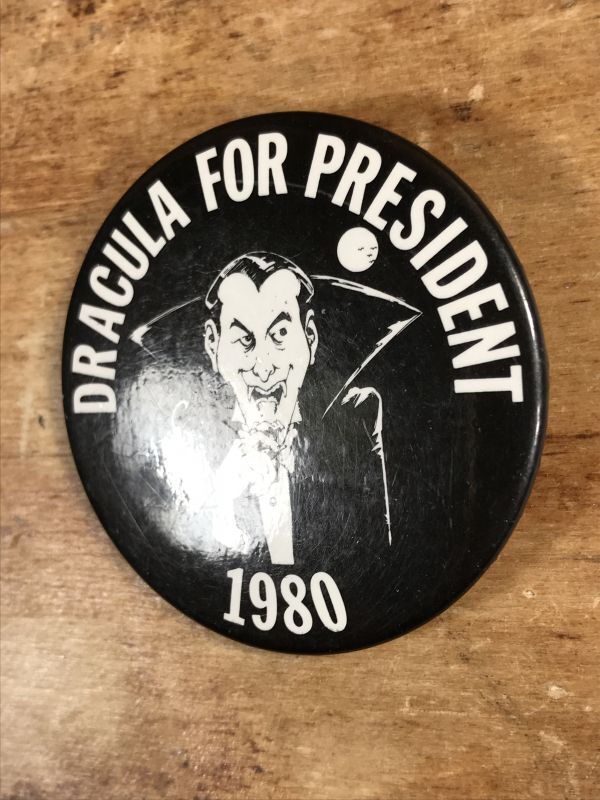 DRACULA FOR PRESIDENT
1980